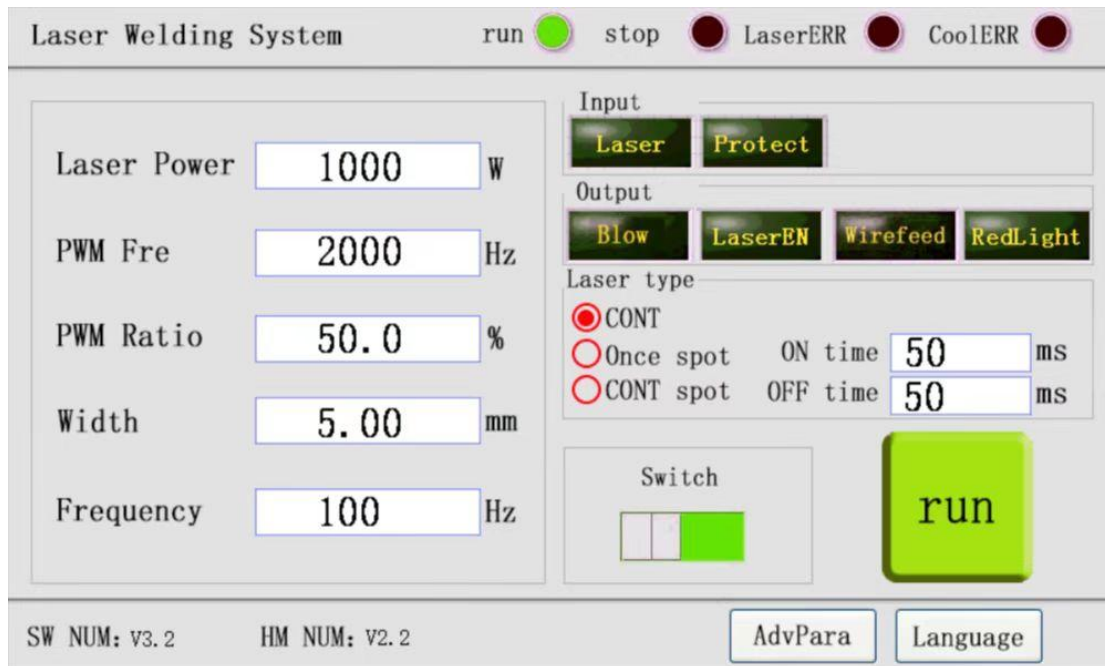 Laser Welding System run stop LaserERR CoolERR
Laser Power 1000 W
PWM Fre 2000 Hz
PWM Ratio 50.0 %
Width 5.00 mm
Frequency 100 Hz
Input
Laser Protect
Output
Blow LaserEN Wirefeed RedLight
Laser type
CONT
Once spot ON time 50 ms
CONT spot OFF time 50 ms
Switch
run
SW NUM: V3.2 HM NUM: V2.2 AdvPara Language